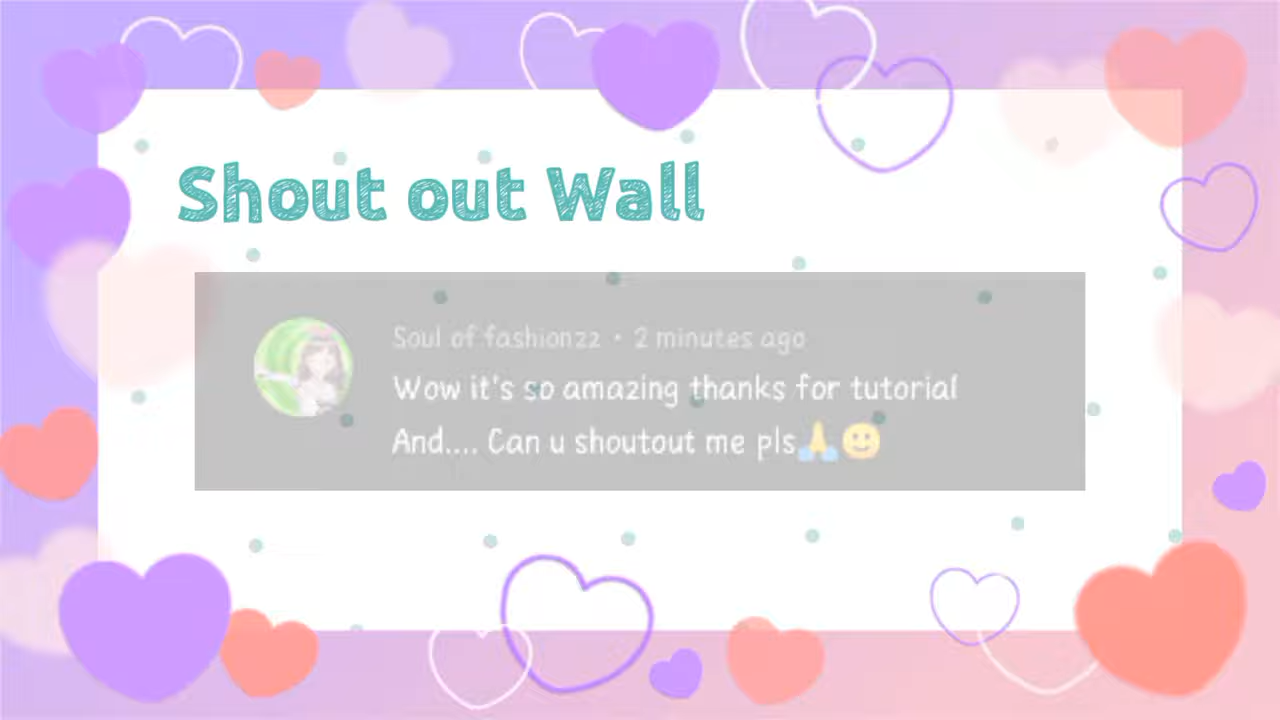 Shout out Wall
Soul of fashionzz • 2 minutes ago
Wow it's so amazing thanks for tutorial
And.... Can u shoutout me pls🙏🙂